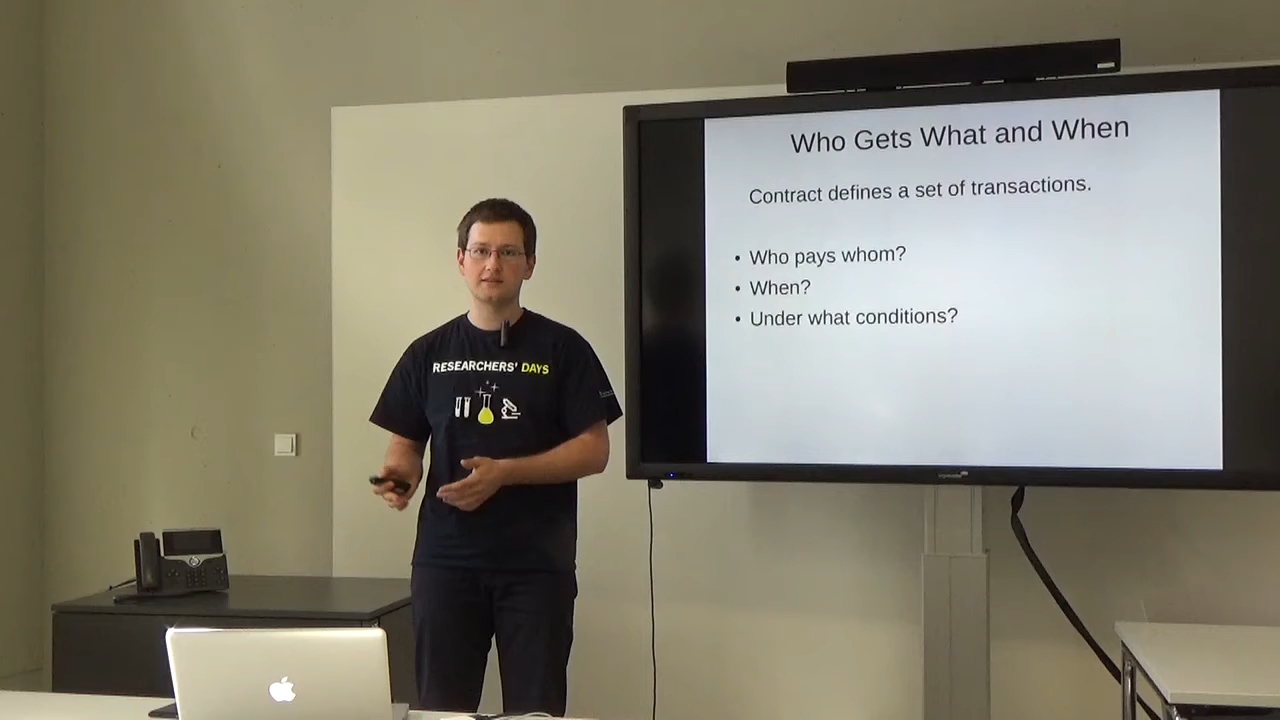 Who Gets What and When
Contract defines a set of transactions.
• Who pays whom?
• When?
• Under what conditions?
RESEARCHERS' DAYS